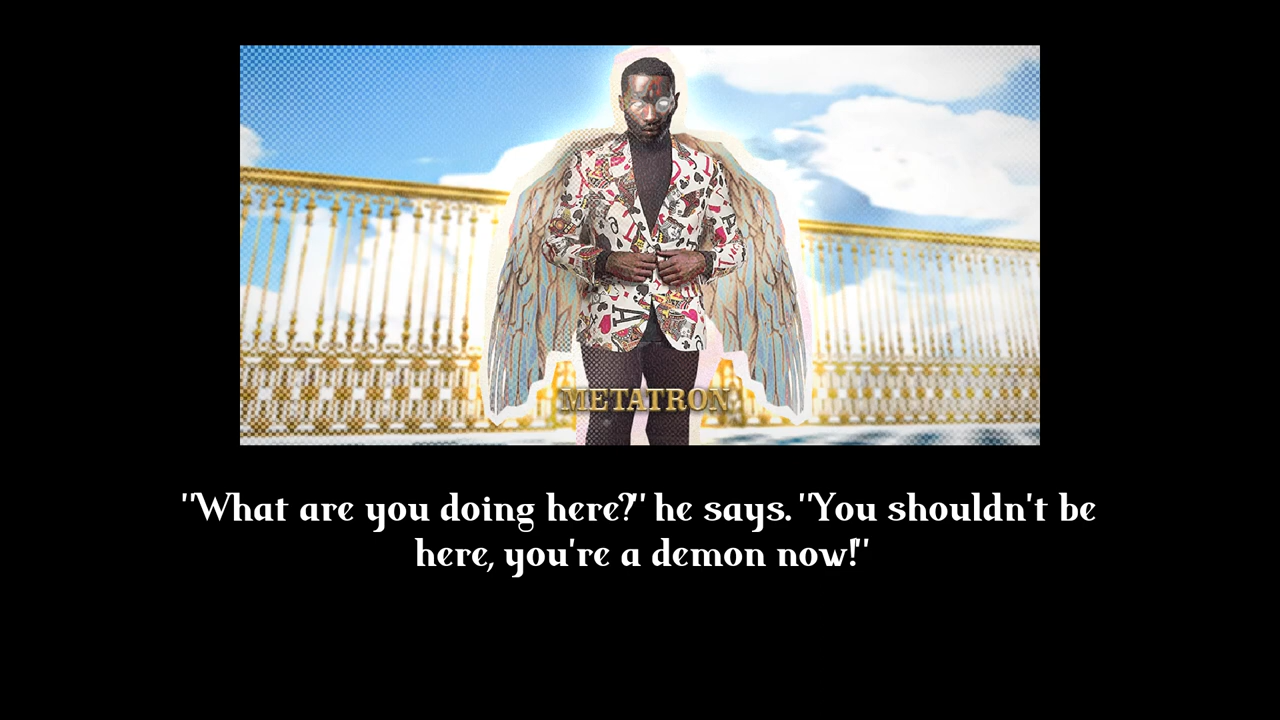 METATRON
"What are you doing here?" he says. "You shouldn't be
here, you're a demon now!"